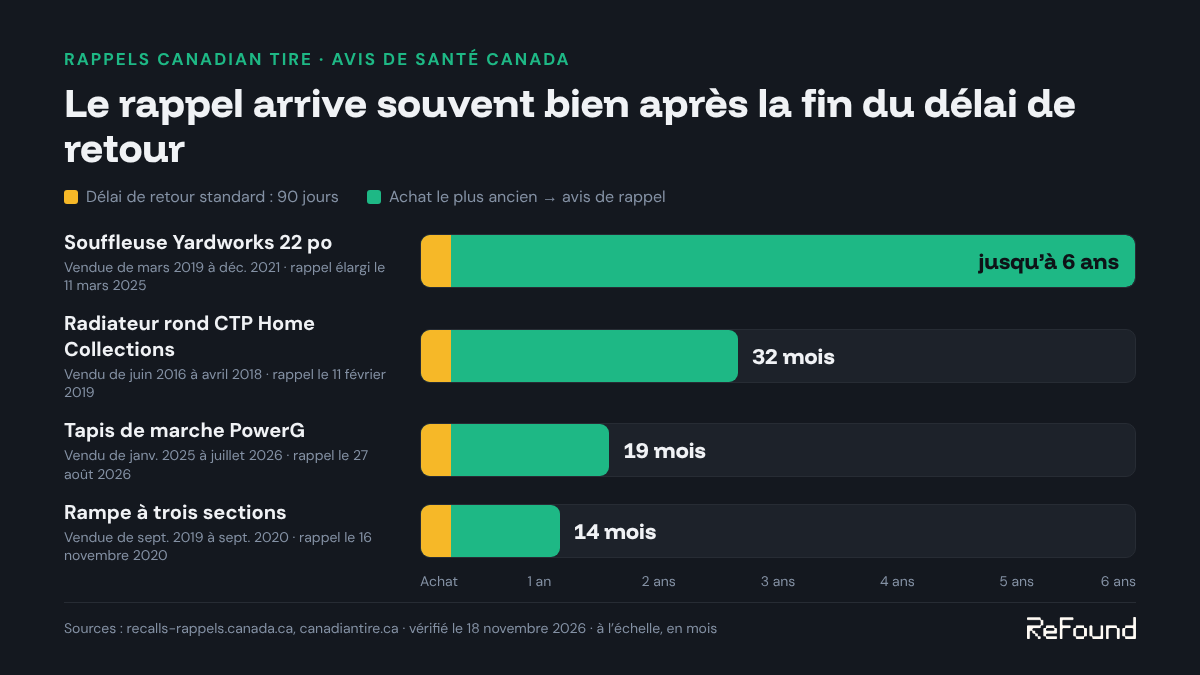 RAPPELS CANADIAN TIRE · AVIS DE SANTÉ CANADA
Le rappel arrive souvent bien après la fin du délai de
retour
Délai de retour standard : 90 jours
Achat le plus ancien → avis de rappel
Souffleuse Yardworks 22 po
Vendue de mars 2019 à déc. 2021 · rappel élargi le
11 mars 2025
jusqu’à 6 ans
Radiateur rond CTP Home
Collections
Vendu de juin 2016 à avril 2018 · rappel le 11 février
2019
32 mois
Tapis de marche PowerG
Vendu de janv. 2025 à juillet 2026 · rappel le 27
août 2026
19 mois
Rampe à trois sections
Vendue de sept. 2019 à sept. 2020 · rappel le 16
novembre 2020
14 mois
Achat 1 an 2 ans 3 ans 4 ans 5 ans 6 ans
Sources : recalls-rappels.canada.ca, canadiantire.ca · vérifié le 18 novembre 2026 · à l’échelle, en mois
ReFound